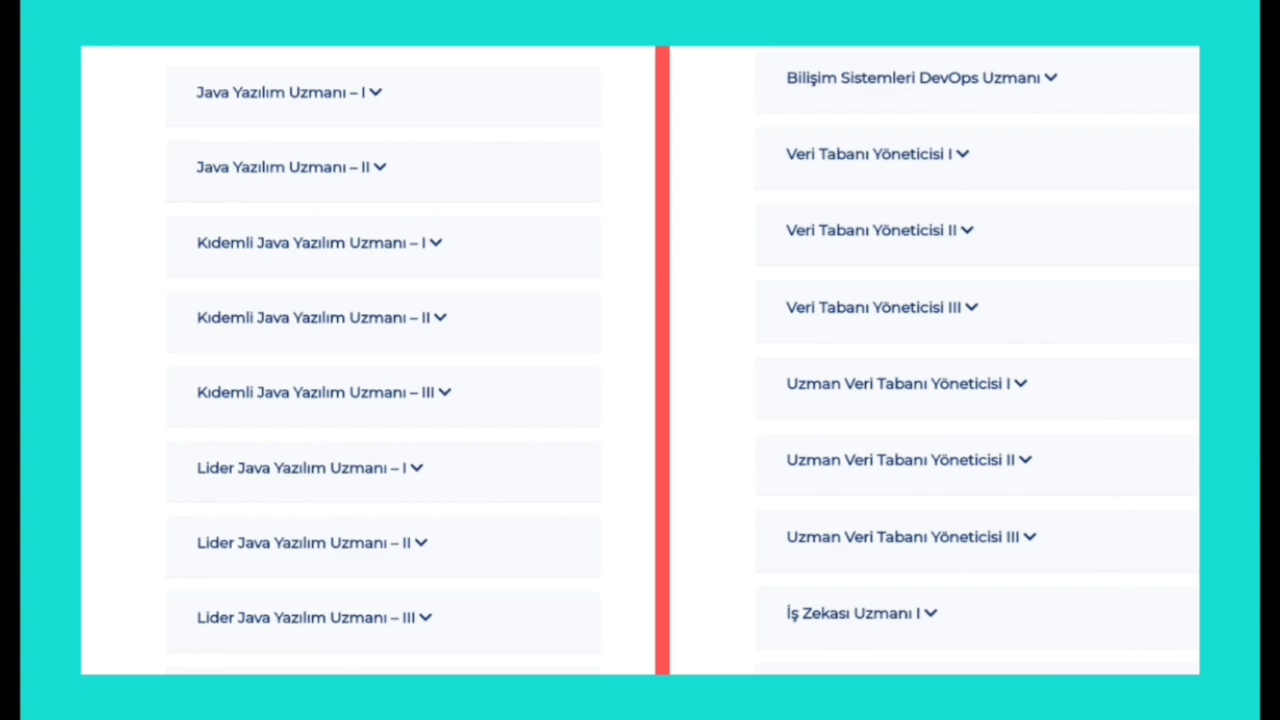 Java Yazılım Uzmanı – I
Java Yazılım Uzmanı – II
Kıdemli Java Yazılım Uzmanı – I
Kıdemli Java Yazılım Uzmanı – II
Kıdemli Java Yazılım Uzmanı – III
Lider Java Yazılım Uzmanı – I
Lider Java Yazılım Uzmanı – II
Lider Java Yazılım Uzmanı – III
Bilişim Sistemleri DevOps Uzmanı
Veri Tabanı Yöneticisi I
Veri Tabanı Yöneticisi II
Veri Tabanı Yöneticisi III
Uzman Veri Tabanı Yöneticisi I
Uzman Veri Tabanı Yöneticisi II
Uzman Veri Tabanı Yöneticisi III
İş Zekası Uzmanı I